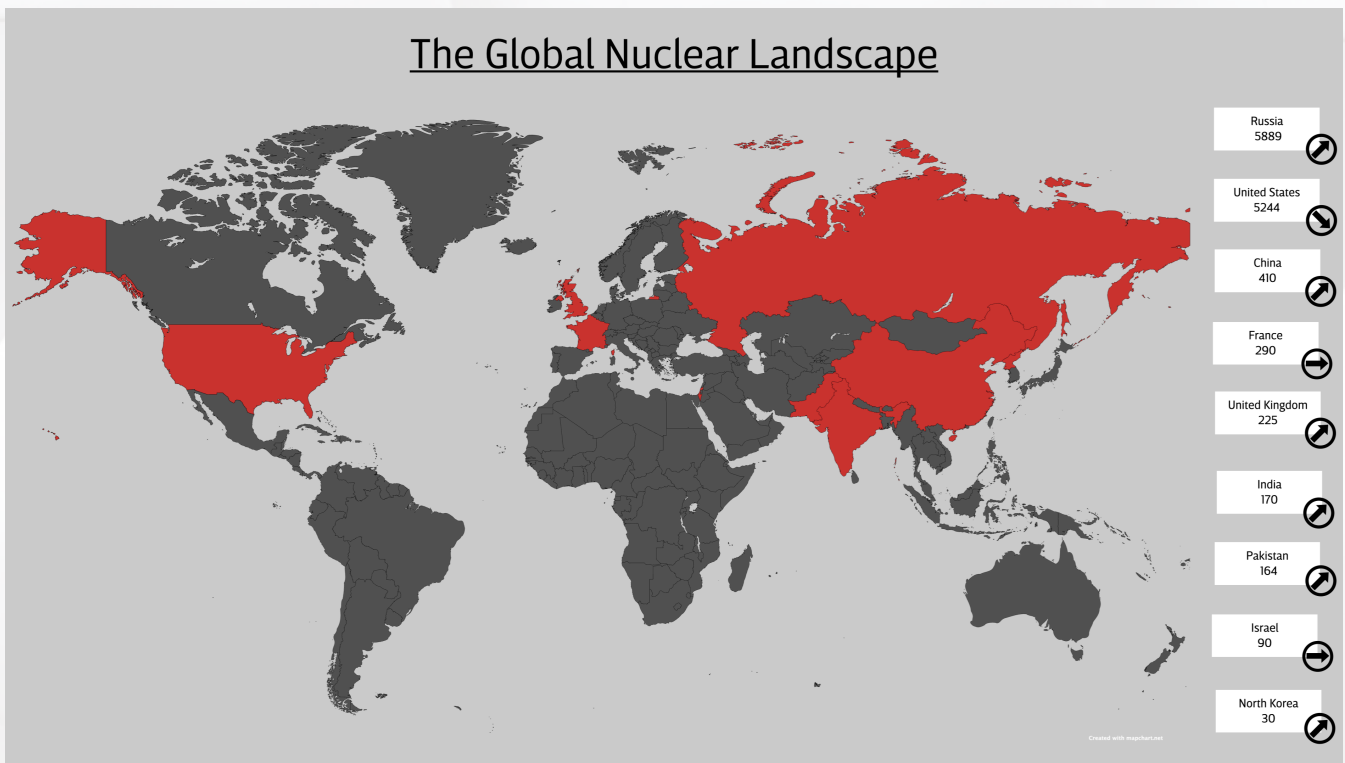 The Global Nuclear Landscape
Russia
5889
United States
5244
China
410
France
290
United Kingdom
225
India
170
Pakistan
164
Israel
90
North Korea
30
Created with mapchart.net